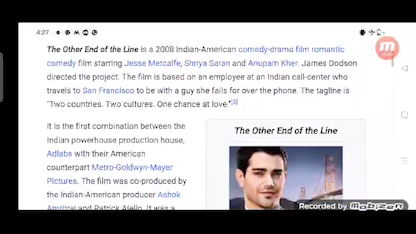 4:27
The Other End of the Line is a 2008 Indian-American comedy-drama film romantic
comedy film starring Jesse Metcalfe, Shriya Saran and Anupam Kher. James Dodson
directed the project. The film is based on an employee at an Indian call-center who
travels to San Francisco to be with a guy she falls for over the phone. The tagline is
"Two countries. Two cultures. One chance at love."[3]
It is the first combination between the
Indian powerhouse production house,
Adlabs with their American
counterpart Metro-Goldwyn-Mayer
Pictures. The film was co-produced by
the Indian-American producer Ashok
Amritraj and Patrick Aiello. It was a
The Other End of the Line
Recorded by mobizen